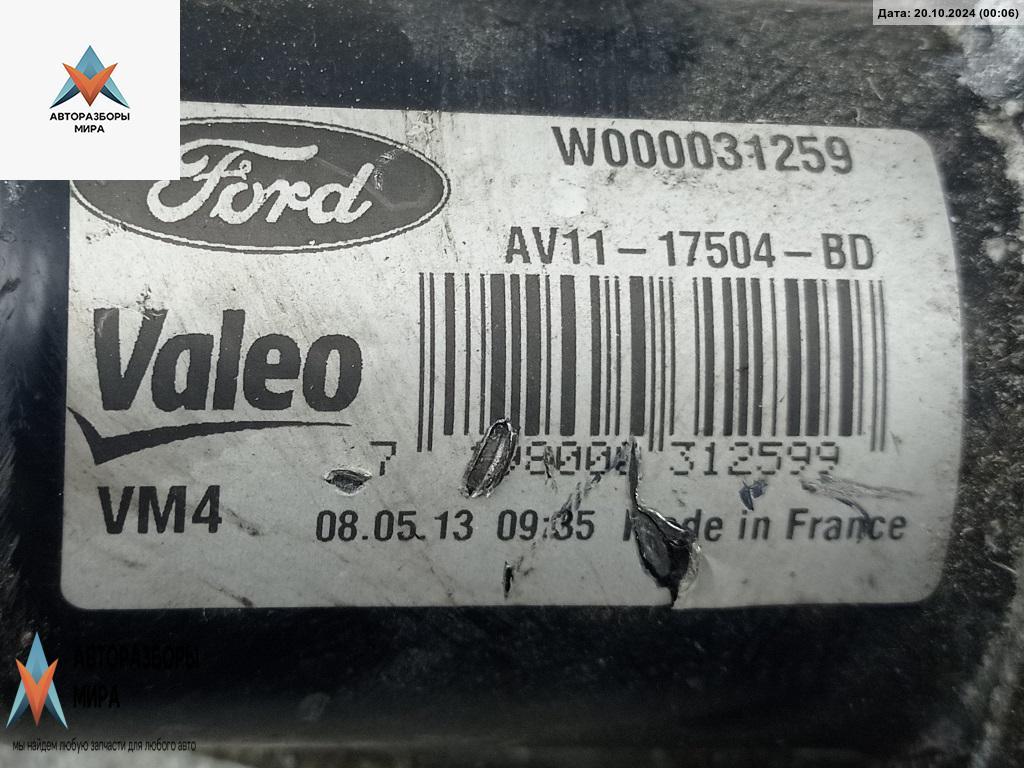 Дата: 20.10.2024 (00:06)
АВТОРАЗБОРЫ
МИРА
Ford
W000031259
AV11-17504-BD
Valeo
7 312599
VM4
08.05.13 09:35 in France
АВТОРАЗБОРЫ
МИРА
мы найдем любую запчасти для любого авто